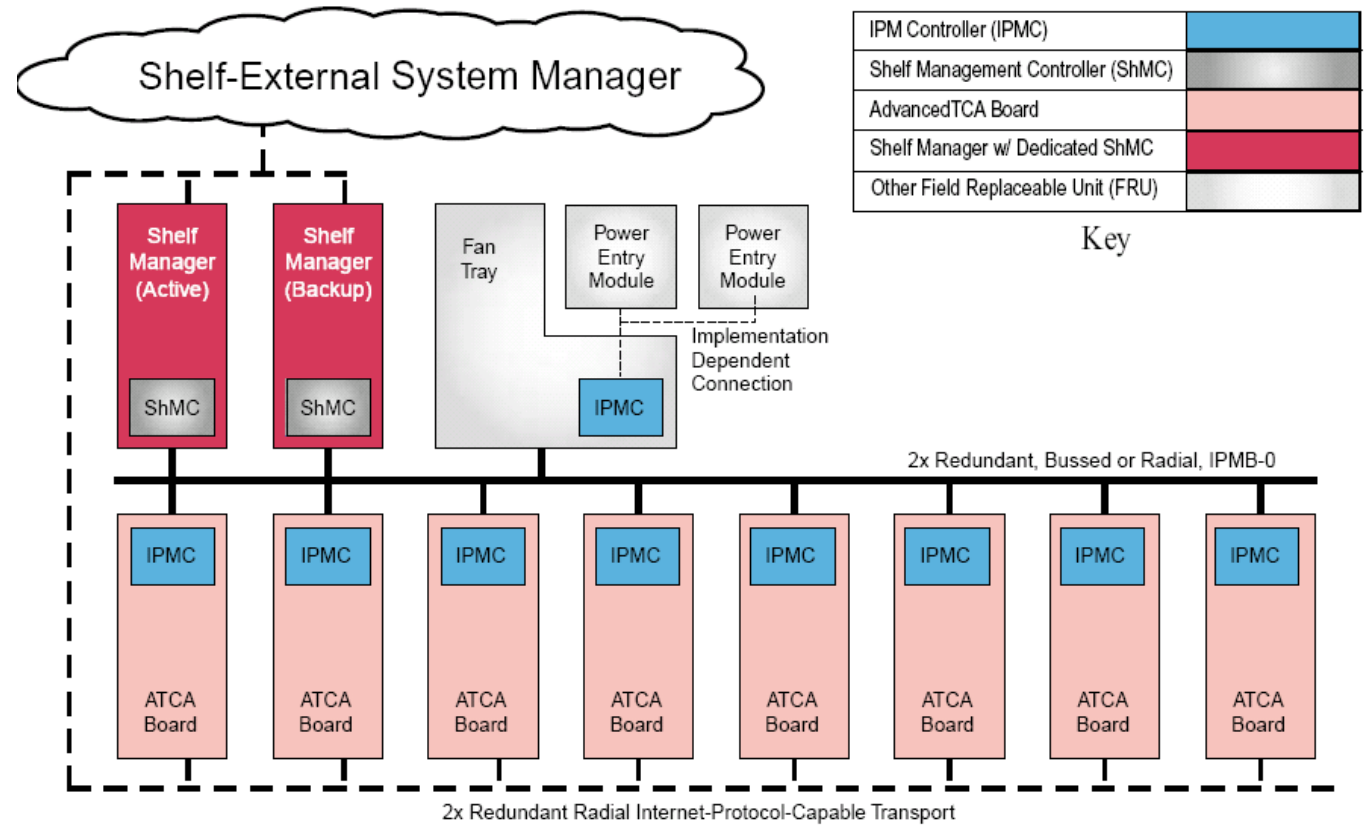 Shelf-External System Manager
IPM Controller (IPMC)
Shelf Management Controller (ShMC)
AdvancedTCA Board
Shelf Manager w/ Dedicated ShMC
Other Field Replaceable Unit (FRU)
Key
Shelf
Manager
(Active)
ShMC
Shelf
Manager
(Backup)
ShMC
Fan
Tray
Power
Entry
Module
Power
Entry
Module
Implementation
Dependent
Connection
IPMC
2x Redundant, Bussed or Radial, IPMB-0
IPMC
IPMC
IPMC
IPMC
IPMC
IPMC
IPMC
IPMC
ATCA
Board
ATCA
Board
ATCA
Board
ATCA
Board
ATCA
Board
ATCA
Board
ATCA
Board
ATCA
Board
2x Redundant Radial Internet-Protocol-Capable Transport